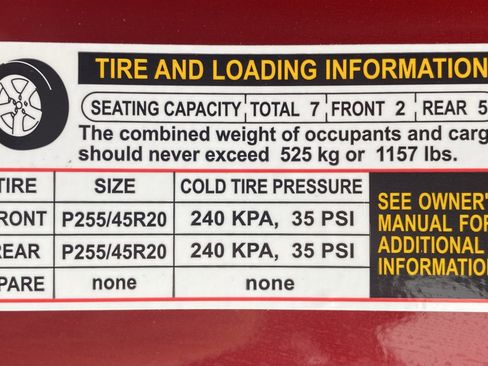 TIRE AND LOADING INFORMATION
SEATING CAPACITY TOTAL 7 FRONT 2 REAR 5
The combined weight of occupants and carg
should never exceed 525 kg or 1157 lbs.
TIRE SIZE COLD TIRE PRESSURE
FRONT P255/45R20 240 KPA, 35 PSI
REAR P255/45R20 240 KPA, 35 PSI
PARE none none
SEE OWNER'S
MANUAL FOR
ADDITIONAL
INFORMATION